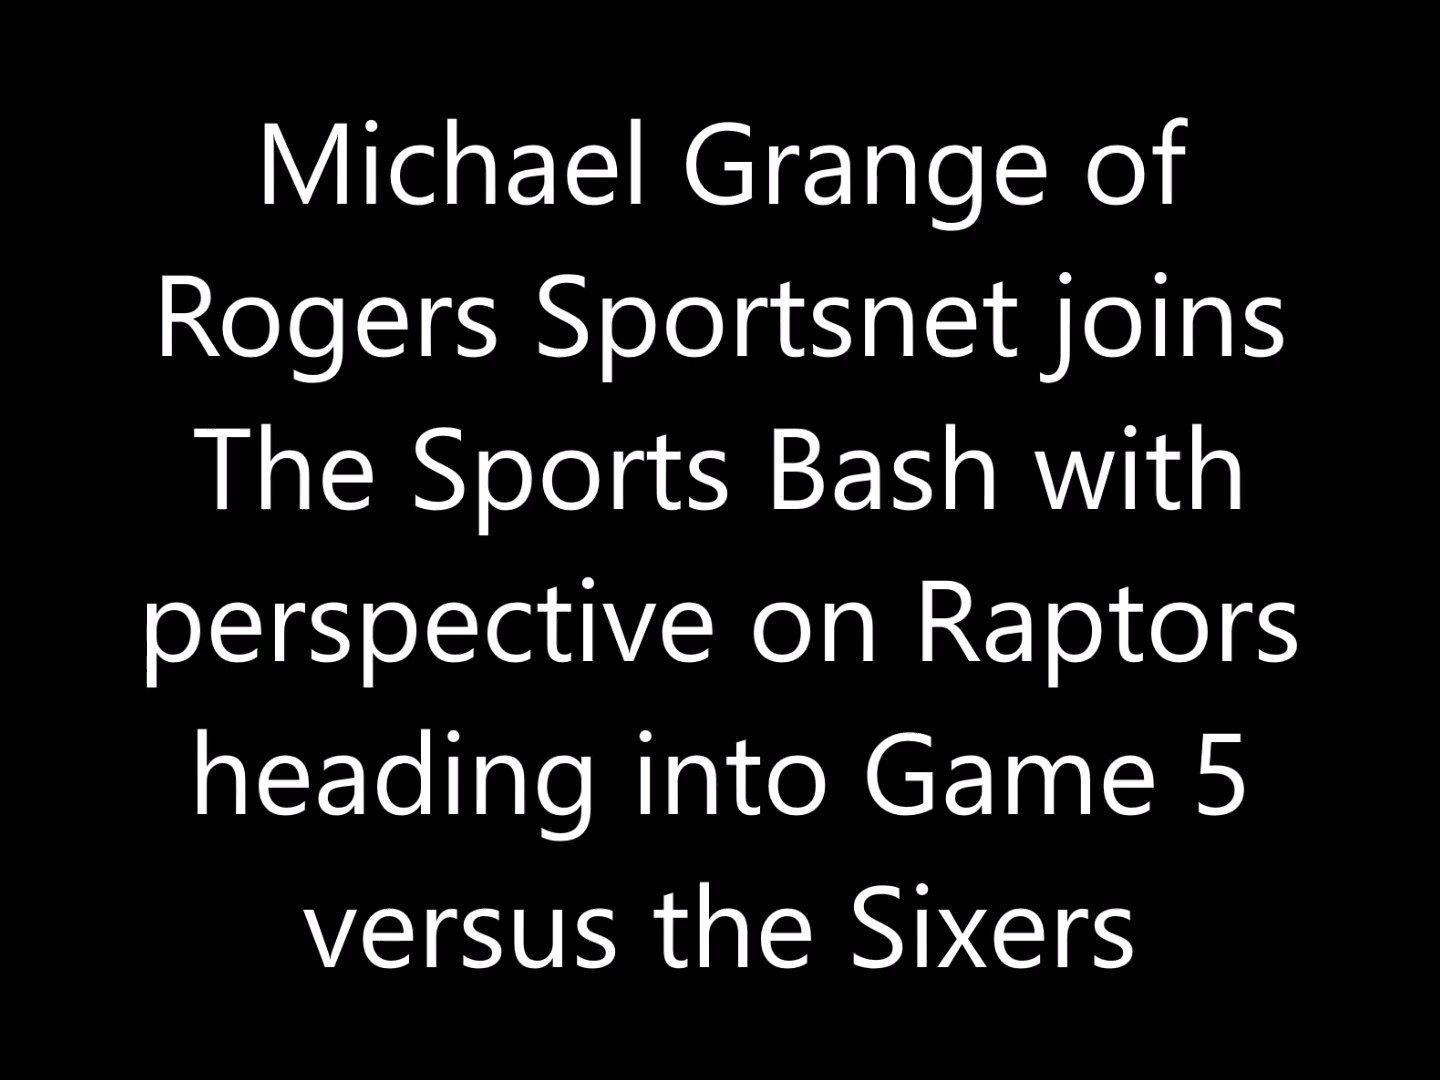 Michael Grange of
Rogers Sportsnet joins
The Sports Bash with
perspective on Raptors
heading into Game 5
versus the Sixers